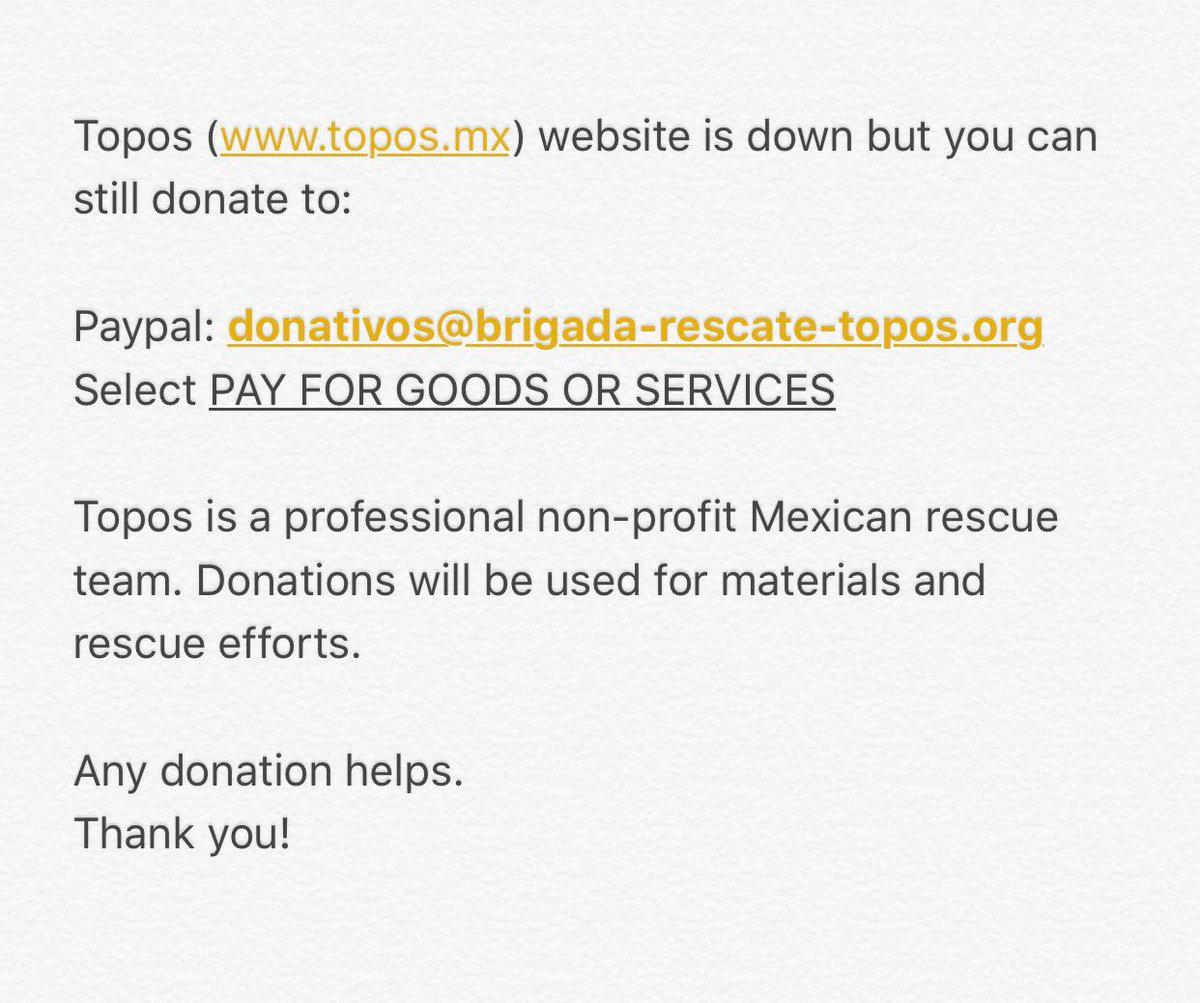 Topos (www.topos.mx) website is down but you can
still donate to:
Paypal: donativos@brigada-rescate-topos.org
Select PAY FOR GOODS OR SERVICES
Topos is a professional non-profit Mexican rescue
team. Donations will be used for materials and
rescue efforts.
Any donation helps.
Thank you!